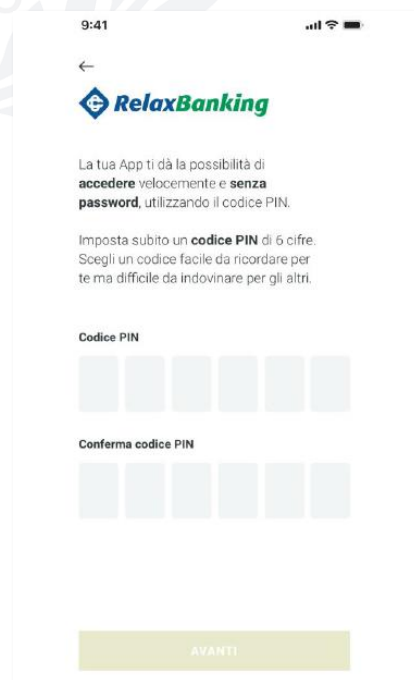 9:41
RelaxBanking
La tua App ti dà la possibilità di
accedere velocemente e senza
password, utilizzando il codice PIN.
Imposta subito un codice PIN di 6 cifre.
Scegli un codice facile da ricordare per
te ma difficile da indovinare per gli altri.
Codice PIN
Conferma codice PIN
AVANTI